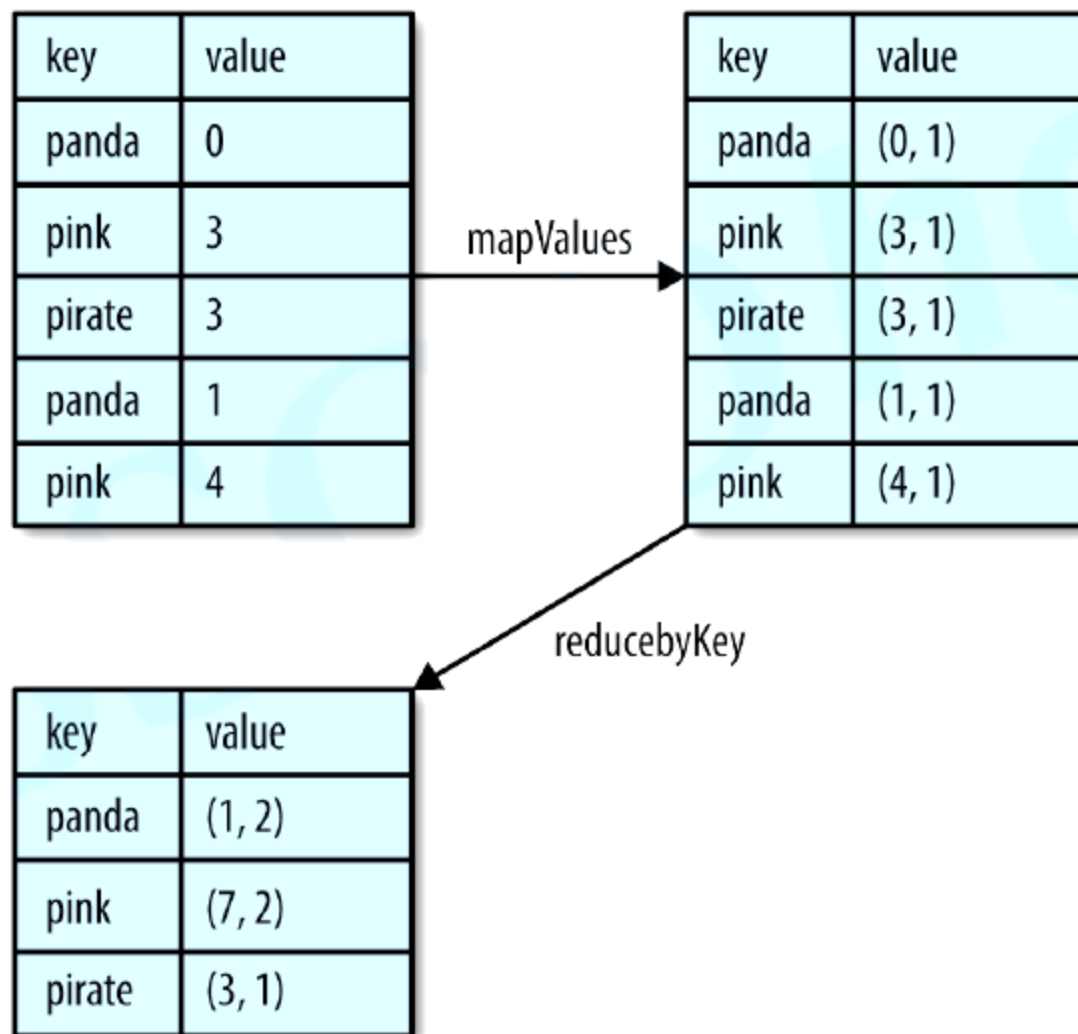 key value
panda 0
pink 3
pirate 3
panda 1
pink 4
mapValues
key value
panda (0, 1)
pink (3, 1)
pirate (3, 1)
panda (1, 1)
pink (4, 1)
reducebyKey
key value
panda (1, 2)
pink (7, 2)
pirate (3, 1)